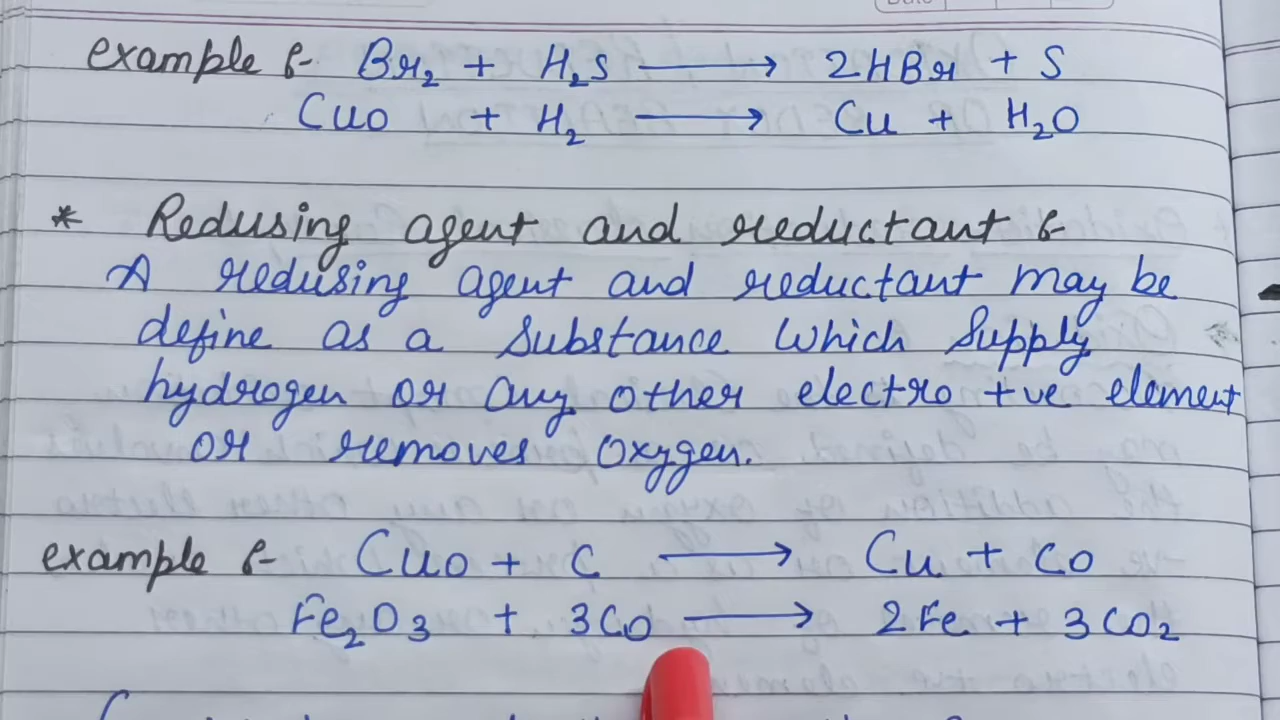 example :- Br₂ + H₂S ⟶ 2HBr + S
CuO + H₂ ⟶ Cu + H₂O
* Redusing agent and reductant :-
A redusing agent and reductant may be
define as a substance which supply
hydrogen or any other electro +ve element
or removes oxygen.
example :- CuO + C ⟶ Cu + CO
Fe₂O₃ + 3CO ⟶ 2Fe + 3CO₂